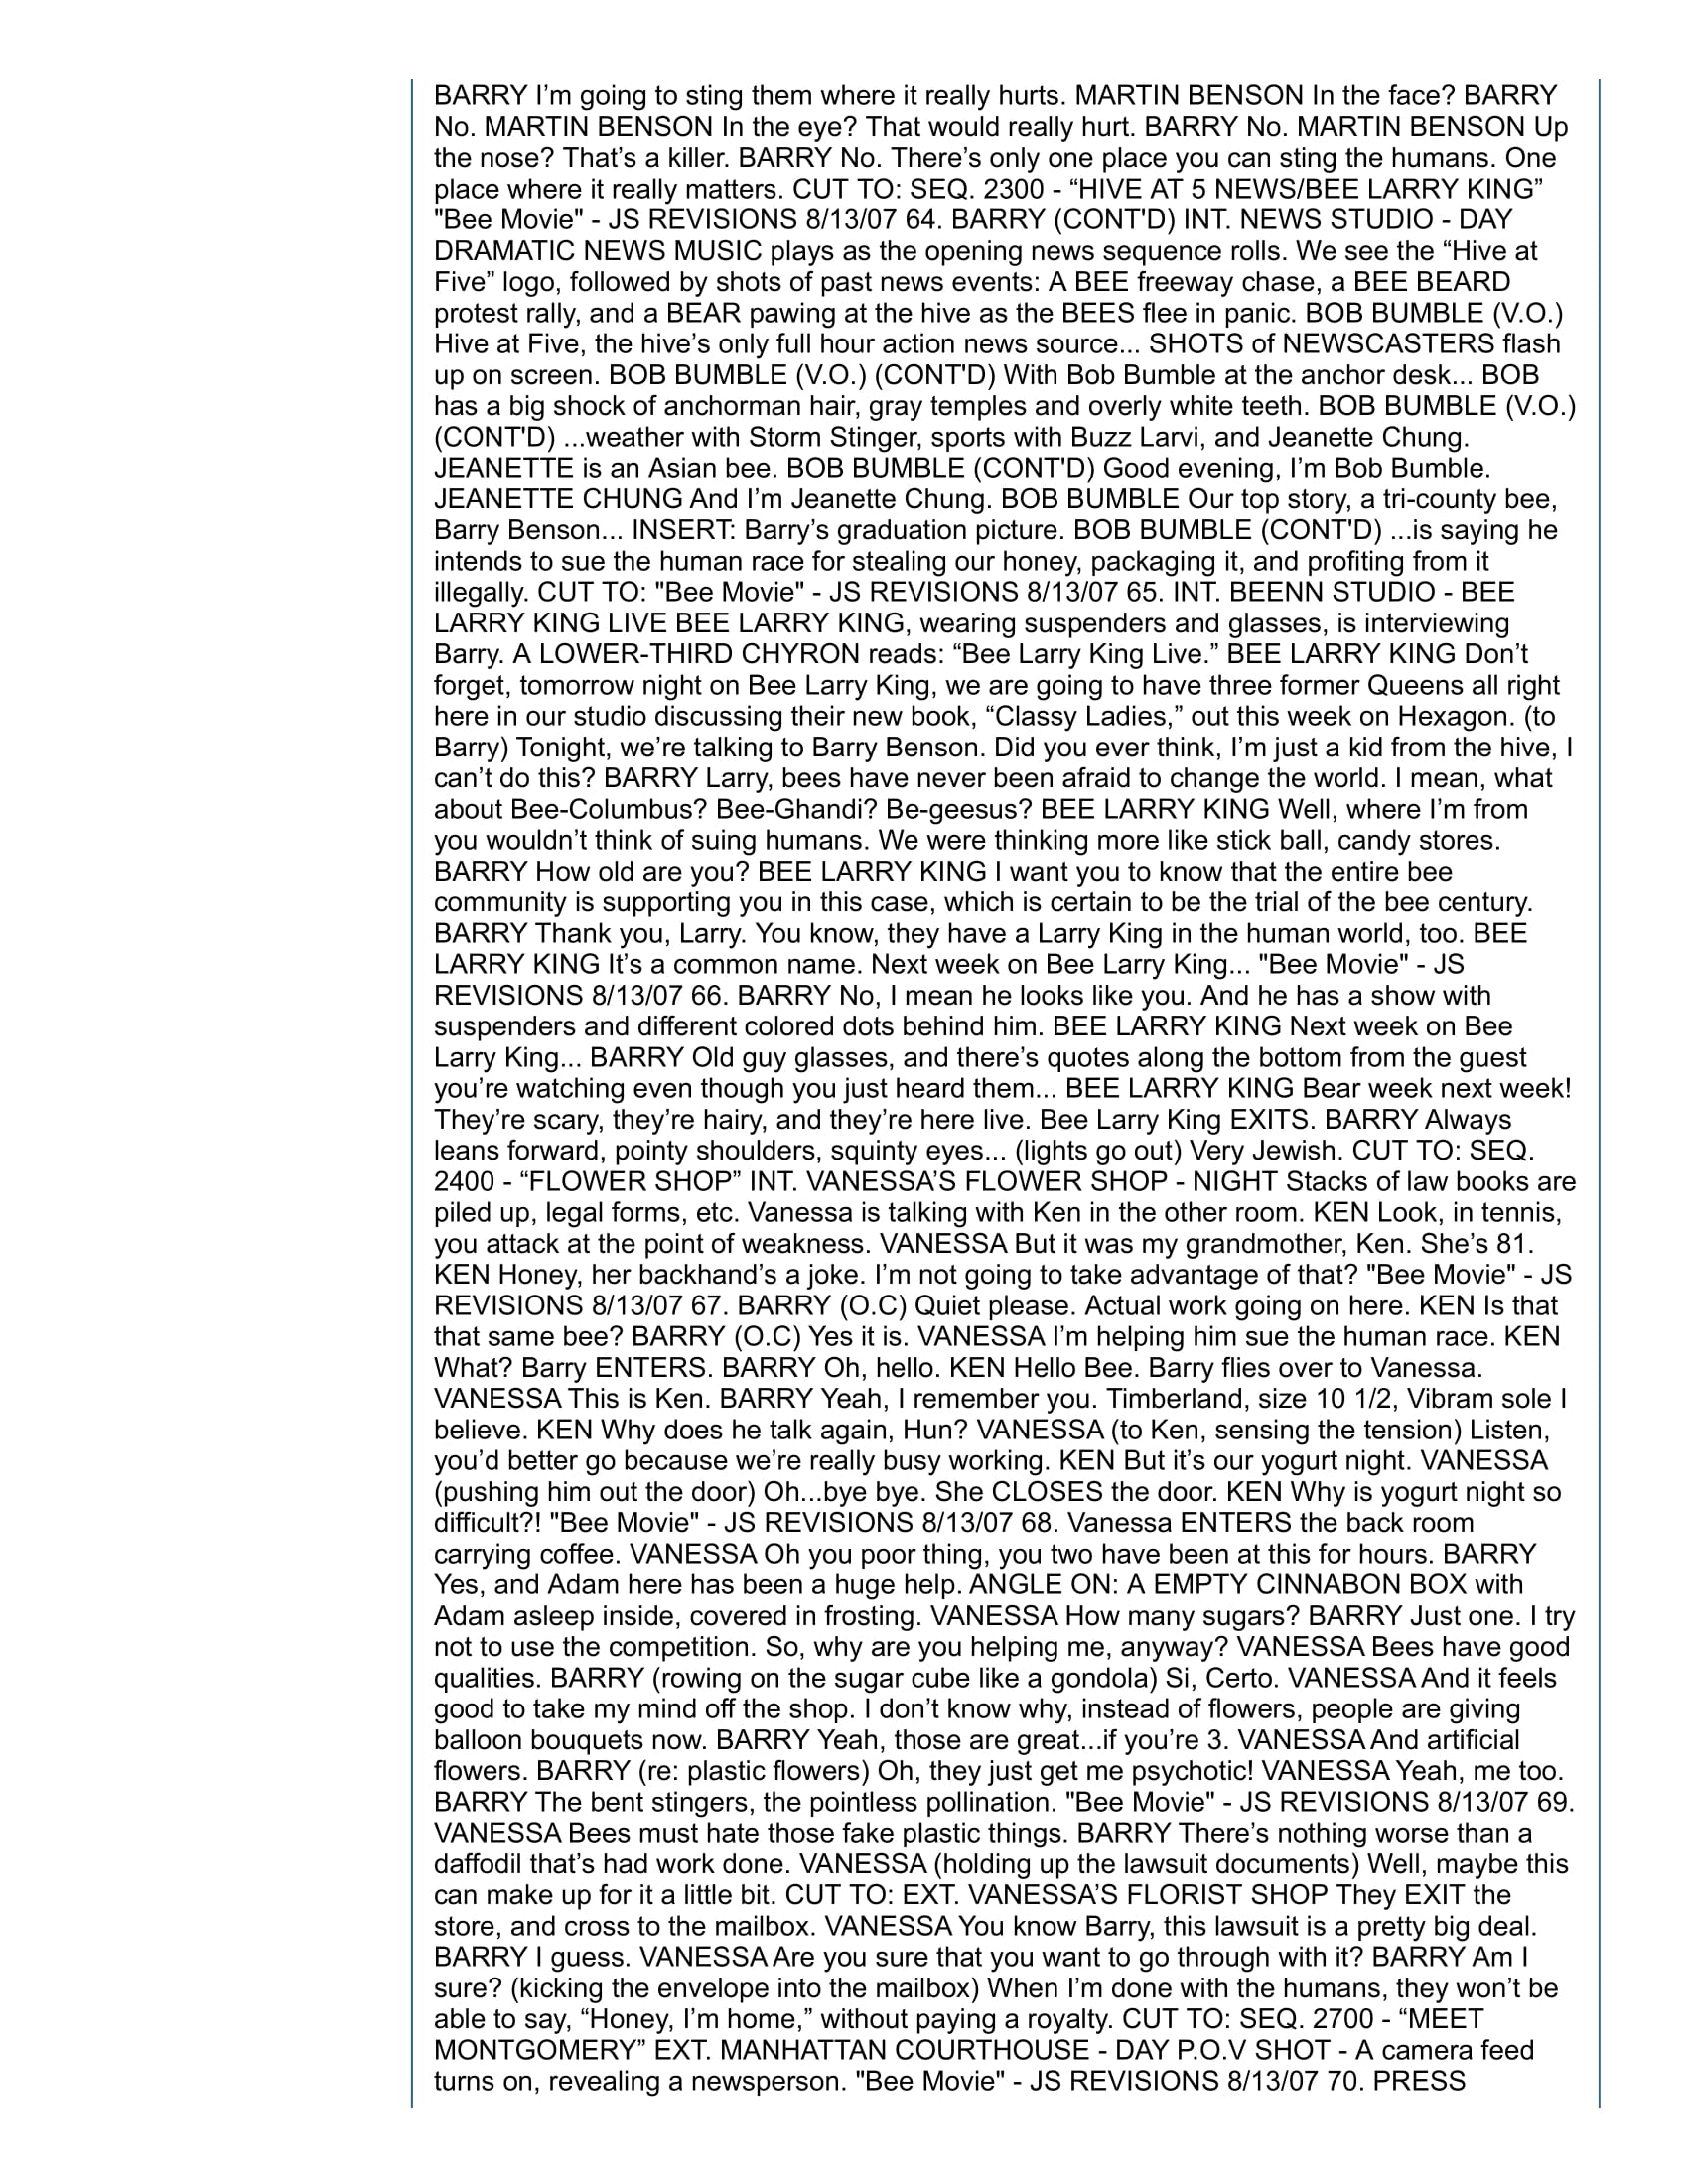 BARRY I’m going to sting them where it really hurts. MARTIN BENSON In the face? BARRY
No. MARTIN BENSON In the eye? That would really hurt. BARRY No. MARTIN BENSON Up
the nose? That’s a killer. BARRY No. There’s only one place you can sting the humans. One
place where it really matters. CUT TO: SEQ. 2300 - “HIVE AT 5 NEWS/BEE LARRY KING”
"Bee Movie" - JS REVISIONS 8/13/07 64. BARRY (CONT'D) INT. NEWS STUDIO - DAY
DRAMATIC NEWS MUSIC plays as the opening news sequence rolls. We see the “Hive at
Five” logo, followed by shots of past news events: A BEE freeway chase, a BEE BEARD
protest rally, and a BEAR pawing at the hive as the BEES flee in panic. BOB BUMBLE (V.O.)
Hive at Five, the hive’s only full hour action news source... SHOTS of NEWSCASTERS flash
up on screen. BOB BUMBLE (V.O.) (CONT'D) With Bob Bumble at the anchor desk... BOB
has a big shock of anchorman hair, gray temples and overly white teeth. BOB BUMBLE (V.O.)
(CONT'D) ...weather with Storm Stinger, sports with Buzz Larvi, and Jeanette Chung.
JEANETTE is an Asian bee. BOB BUMBLE (CONT'D) Good evening, I’m Bob Bumble.
JEANETTE CHUNG And I’m Jeanette Chung. BOB BUMBLE Our top story, a tri-county bee,
Barry Benson... INSERT: Barry’s graduation picture. BOB BUMBLE (CONT'D) ...is saying he
intends to sue the human race for stealing our honey, packaging it, and profiting from it
illegally. CUT TO: "Bee Movie" - JS REVISIONS 8/13/07 65. INT. BEENN STUDIO - BEE
LARRY KING LIVE BEE LARRY KING, wearing suspenders and glasses, is interviewing
Barry. A LOWER-THIRD CHYRON reads: “Bee Larry King Live.” BEE LARRY KING Don’t
forget, tomorrow night on Bee Larry King, we are going to have three former Queens all right
here in our studio discussing their new book, “Classy Ladies,” out this week on Hexagon. (to
Barry) Tonight, we’re talking to Barry Benson. Did you ever think, I’m just a kid from the hive, I
can’t do this? BARRY Larry, bees have never been afraid to change the world. I mean, what
about Bee-Columbus? Bee-Ghandi? Be-geesus? BEE LARRY KING Well, where I’m from
you wouldn’t think of suing humans. We were thinking more like stick ball, candy stores.
BARRY How old are you? BEE LARRY KING I want you to know that the entire bee
community is supporting you in this case, which is certain to be the trial of the bee century.
BARRY Thank you, Larry. You know, they have a Larry King in the human world, too. BEE
LARRY KING It’s a common name. Next week on Bee Larry King... "Bee Movie" - JS
REVISIONS 8/13/07 66. BARRY No, I mean he looks like you. And he has a show with
suspenders and different colored dots behind him. BEE LARRY KING Next week on Bee
Larry King... BARRY Old guy glasses, and there’s quotes along the bottom from the guest
you’re watching even though you just heard them... BEE LARRY KING Bear week next week!
They’re scary, they’re hairy, and they’re here live. Bee Larry King EXITS. BARRY Always
leans forward, pointy shoulders, squinty eyes... (lights go out) Very Jewish. CUT TO: SEQ.
2400 - “FLOWER SHOP” INT. VANESSA’S FLOWER SHOP - NIGHT Stacks of law books are
piled up, legal forms, etc. Vanessa is talking with Ken in the other room. KEN Look, in tennis,
you attack at the point of weakness. VANESSA But it was my grandmother, Ken. She’s 81.
KEN Honey, her backhand’s a joke. I’m not going to take advantage of that? "Bee Movie" - JS
REVISIONS 8/13/07 67. BARRY (O.C) Quiet please. Actual work going on here. KEN Is that
that same bee? BARRY (O.C) Yes it is. VANESSA I’m helping him sue the human race. KEN
What? Barry ENTERS. BARRY Oh, hello. KEN Hello Bee. Barry flies over to Vanessa.
VANESSA This is Ken. BARRY Yeah, I remember you. Timberland, size 10 1/2, Vibram sole I
believe. KEN Why does he talk again, Hun? VANESSA (to Ken, sensing the tension) Listen,
you’d better go because we’re really busy working. KEN But it’s our yogurt night. VANESSA
(pushing him out the door) Oh...bye bye. She CLOSES the door. KEN Why is yogurt night so
difficult?! "Bee Movie" - JS REVISIONS 8/13/07 68. Vanessa ENTERS the back room
carrying coffee. VANESSA Oh you poor thing, you two have been at this for hours. BARRY
Yes, and Adam here has been a huge help. ANGLE ON: A EMPTY CINNABON BOX with
Adam asleep inside, covered in frosting. VANESSA How many sugars? BARRY Just one. I try
not to use the competition. So, why are you helping me, anyway? VANESSA Bees have good
qualities. BARRY (rowing on the sugar cube like a gondola) Si, Certo. VANESSA And it feels
good to take my mind off the shop. I don’t know why, instead of flowers, people are giving
balloon bouquets now. BARRY Yeah, those are great...if you’re 3. VANESSA And artificial
flowers. BARRY (re: plastic flowers) Oh, they just get me psychotic! VANESSA Yeah, me too.
BARRY The bent stingers, the pointless pollination. "Bee Movie" - JS REVISIONS 8/13/07 69.
VANESSA Bees must hate those fake plastic things. BARRY There’s nothing worse than a
daffodil that’s had work done. VANESSA (holding up the lawsuit documents) Well, maybe this
can make up for it a little bit. CUT TO: EXT. VANESSA’S FLORIST SHOP They EXIT the
store, and cross to the mailbox. VANESSA You know Barry, this lawsuit is a pretty big deal.
BARRY I guess. VANESSA Are you sure that you want to go through with it? BARRY Am I
sure? (kicking the envelope into the mailbox) When I’m done with the humans, they won’t be
able to say, “Honey, I’m home,” without paying a royalty. CUT TO: SEQ. 2700 - “MEET
MONTGOMERY” EXT. MANHATTAN COURTHOUSE - DAY P.O.V SHOT - A camera feed
turns on, revealing a newsperson. "Bee Movie" - JS REVISIONS 8/13/07 70. PRESS